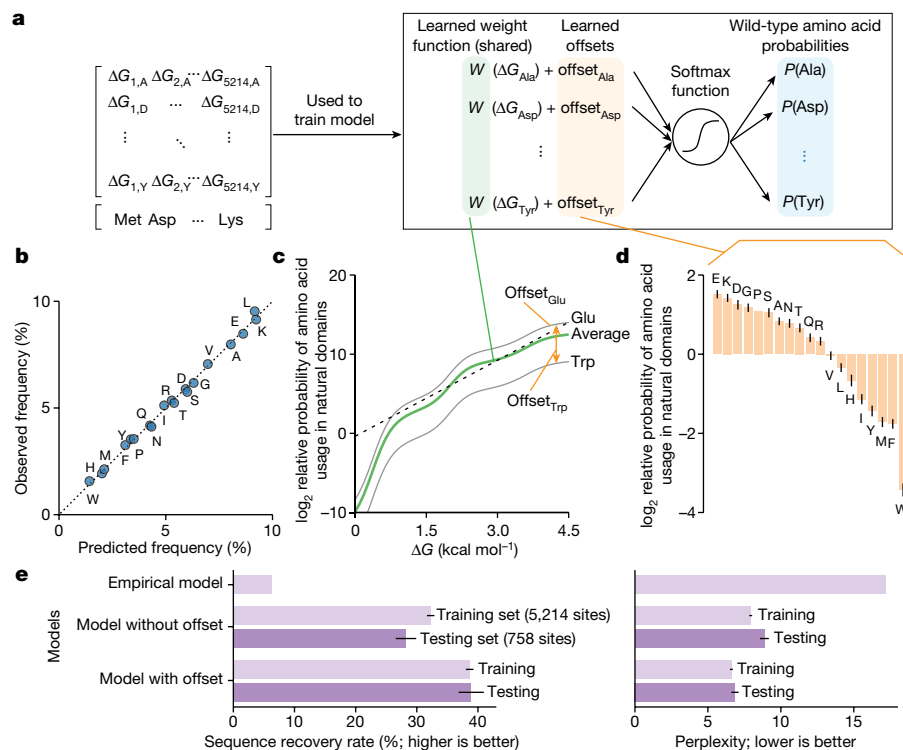 a
Learned weight
function (shared)
Learned
offsets
Wild-type amino acid
probabilities
ΔG1,A ΔG2,A ··· ΔG5214,A
ΔG1,D ··· ΔG5214,D
⋮ ⋱ ⋮
ΔG1,Y ΔG2,Y ··· ΔG5214,Y
Met Asp ··· Lys
Used to
train model
W (ΔGAla) + offsetAla
W (ΔGAsp) + offsetAsp
⋮
W (ΔGTyr) + offsetTyr
Softmax
function
P(Ala)
P(Asp)
⋮
P(Tyr)
b
Observed frequency (%)
10
5
0
0 5 10
Predicted frequency (%)
L
E
K
V
A
D
G
R
S
Q
I
T
N
Y
P
M
F
H
W
c
log2 relative probability of amino acid
usage in natural domains
20
10
0
−10
0 1.5 3.0 4.5
ΔG (kcal mol−1)
OffsetGlu
Glu
Average
Trp
OffsetTrp
d
log2 relative probability of amino acid
usage in natural domains
2
0
−2
−4
E K D G P S A N T Q R
V L H I Y M F W
e
Models
Empirical model
Model without offset
Model with offset
Training set (5,214 sites)
Testing set (758 sites)
Training
Testing
0 10 20 30 40
Sequence recovery rate (%; higher is better)
Training
Testing
Training
Testing
0 5 10 15
Perplexity; lower is better